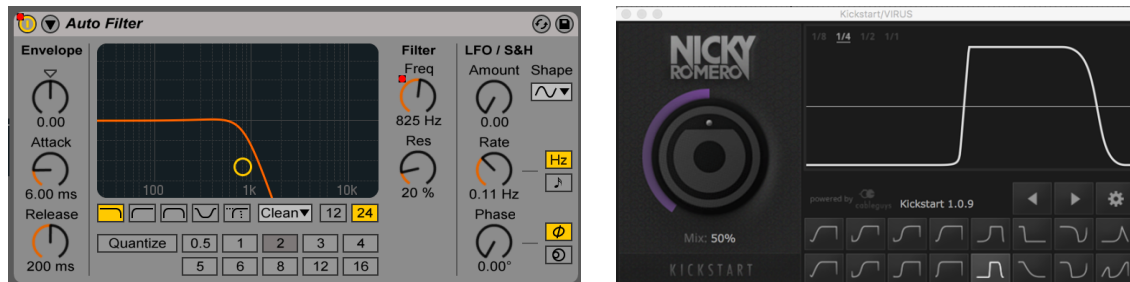 Auto Filter
Envelope
0.00
Attack
6.00 ms
Release
200 ms
100 1k 10k
Clean▼ 12 24
Quantize 0.5 1 2 3 4
5 6 8 12 16
Filter
Freq
825 Hz
Res
20 %
LFO / S&H
Amount Shape
0.00
Rate
0.11 Hz
Hz
Phase
0.00°
Kickstart/VIRUS
NICKY
ROMERO
Mix: 50%
KICKSTART
1/8 1/4 1/2 1/1
powered by cableguys Kickstart 1.0.9